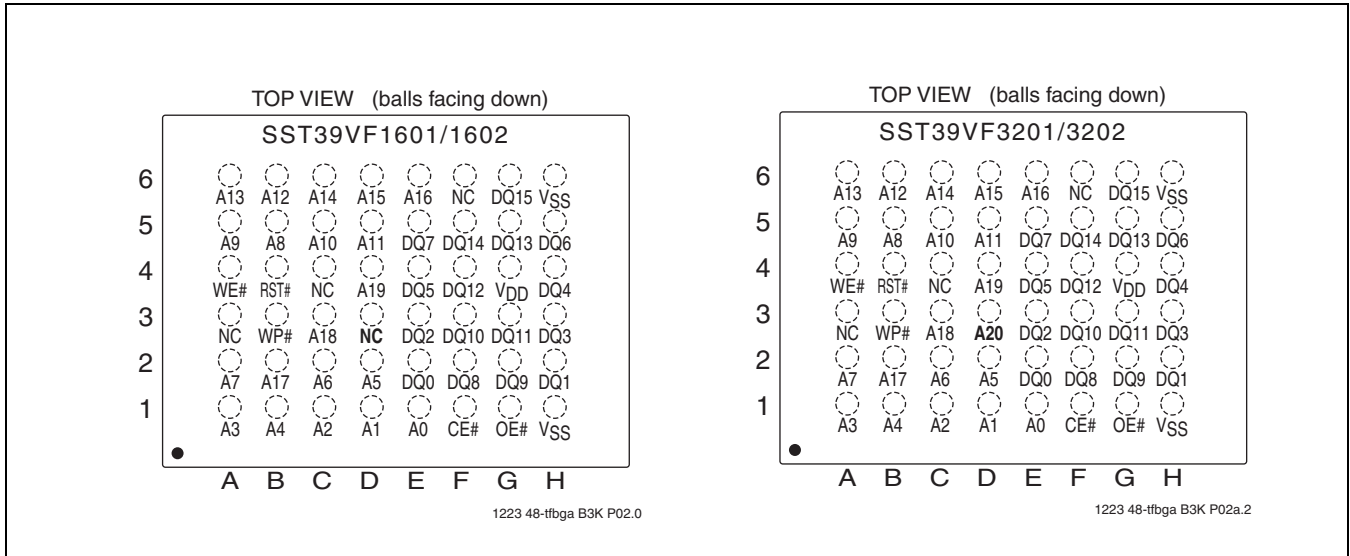 TOP VIEW (balls facing down)
SST39VF1601/1602
6
A13 A12 A14 A15 A16 NC DQ15 VSS
5
A9 A8 A10 A11 DQ7 DQ14 DQ13 DQ6
4
WE# RST# NC A19 DQ5 DQ12 VDD DQ4
3
NC WP# A18 NC DQ2 DQ10 DQ11 DQ3
2
A7 A17 A6 A5 DQ0 DQ8 DQ9 DQ1
1
A3 A4 A2 A1 A0 CE# OE# VSS
A B C D E F G H
1223 48-tfbga B3K P02.0
TOP VIEW (balls facing down)
SST39VF3201/3202
6
A13 A12 A14 A15 A16 NC DQ15 VSS
5
A9 A8 A10 A11 DQ7 DQ14 DQ13 DQ6
4
WE# RST# NC A19 DQ5 DQ12 VDD DQ4
3
NC WP# A18 A20 DQ2 DQ10 DQ11 DQ3
2
A7 A17 A6 A5 DQ0 DQ8 DQ9 DQ1
1
A3 A4 A2 A1 A0 CE# OE# VSS
A B C D E F G H
1223 48-tfbga B3K P02a.2